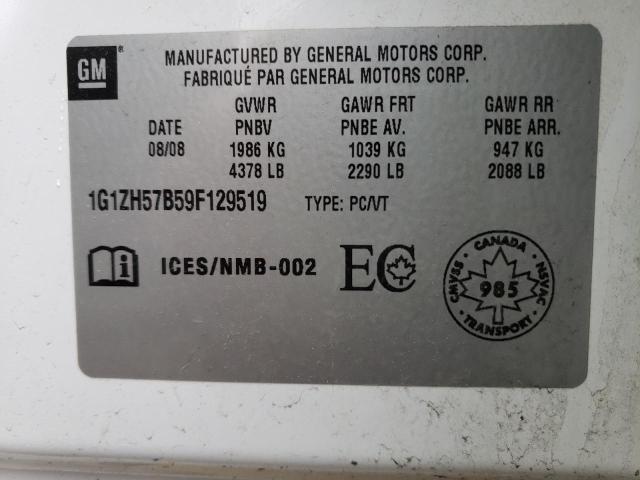 GM
MANUFACTURED BY GENERAL MOTORS CORP.
FABRIQUÉ PAR GENERAL MOTORS CORP.
GVWR GAWR FRT GAWR RR
DATE PNBV PNBE AV. PNBE ARR.
08/08 1986 KG 1039 KG 947 KG
4378 LB 2290 LB 2088 LB
1G1ZH57B59F129519 TYPE: PC/VT
i ICES/NMB-002 EC
CANADA
CMVSS 985 NSVAC
TRANSPORT